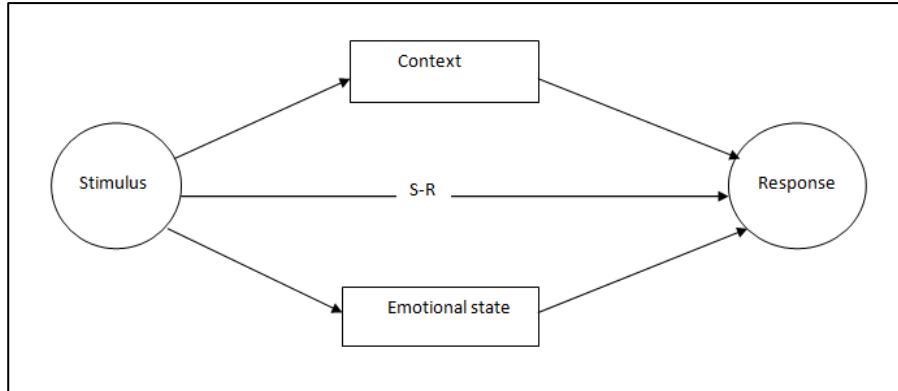 Context
Stimulus
S-R
Response
Emotional state